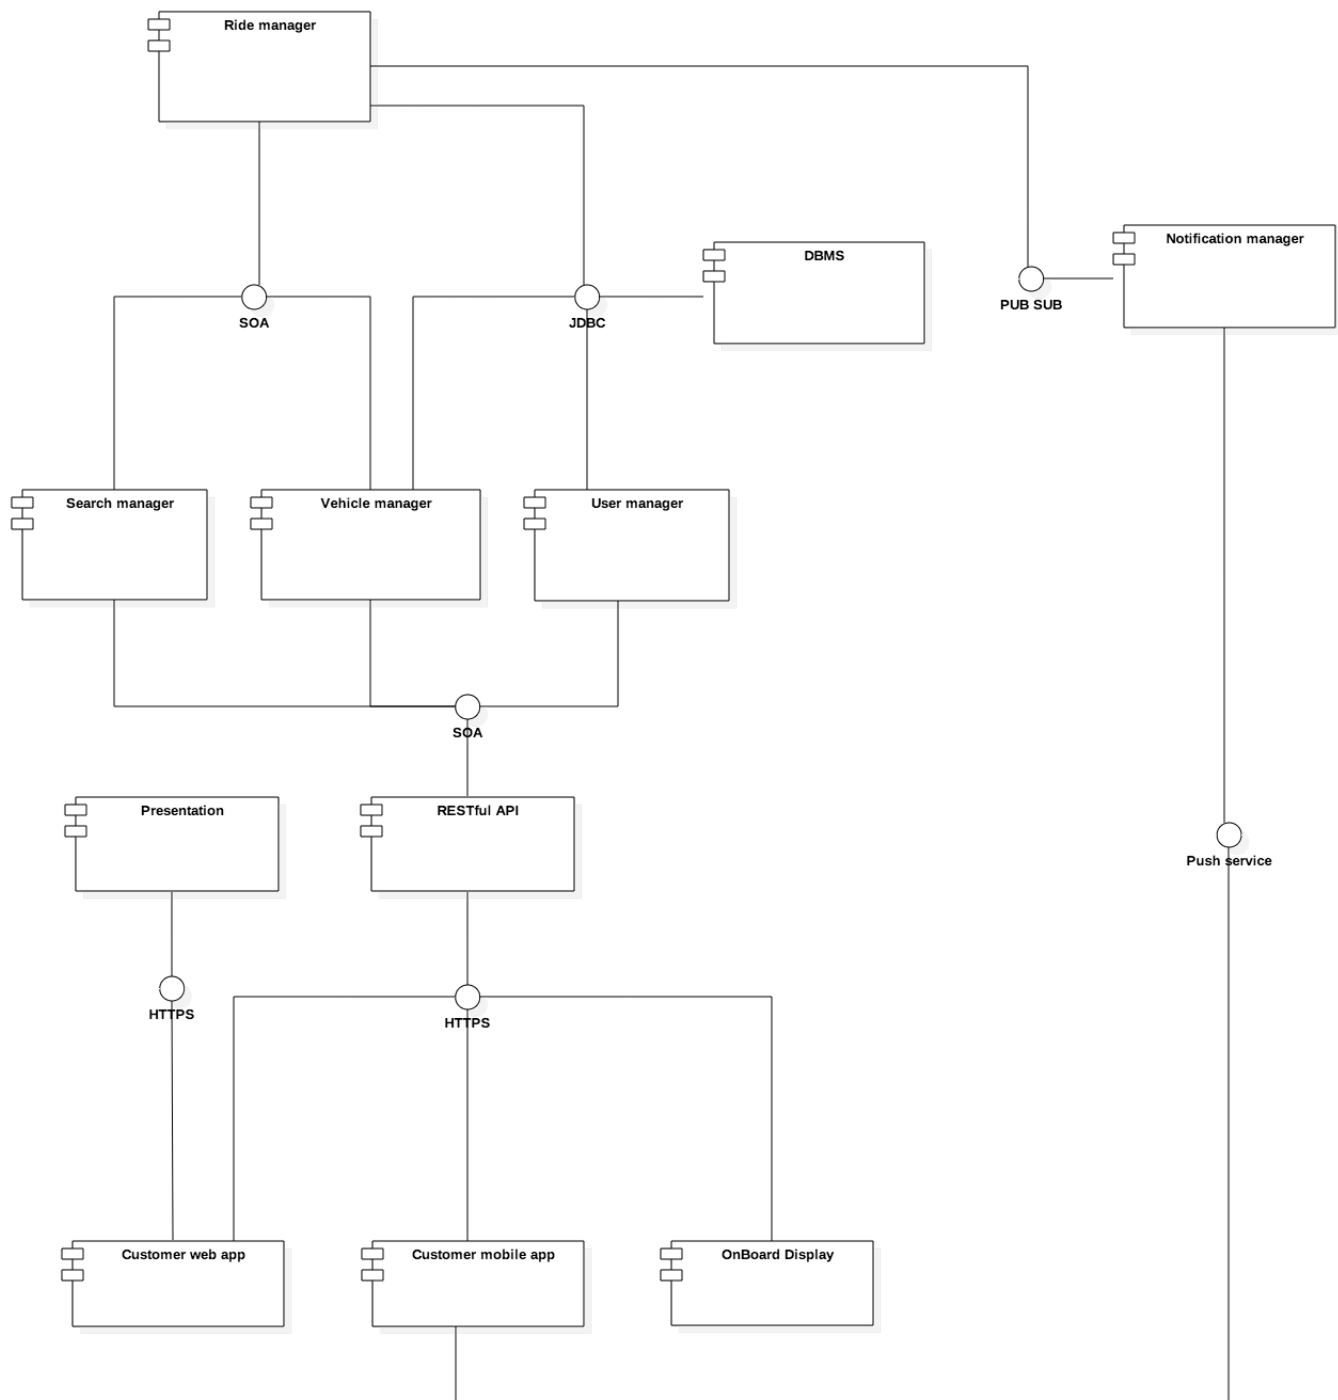 Ride manager
Notification manager
DBMS
PUB SUB
SOA
JDBC
Search manager
Vehicle manager
User manager
SOA
Presentation
RESTful API
Push service
HTTPS
HTTPS
Customer web app
Customer mobile app
OnBoard Display